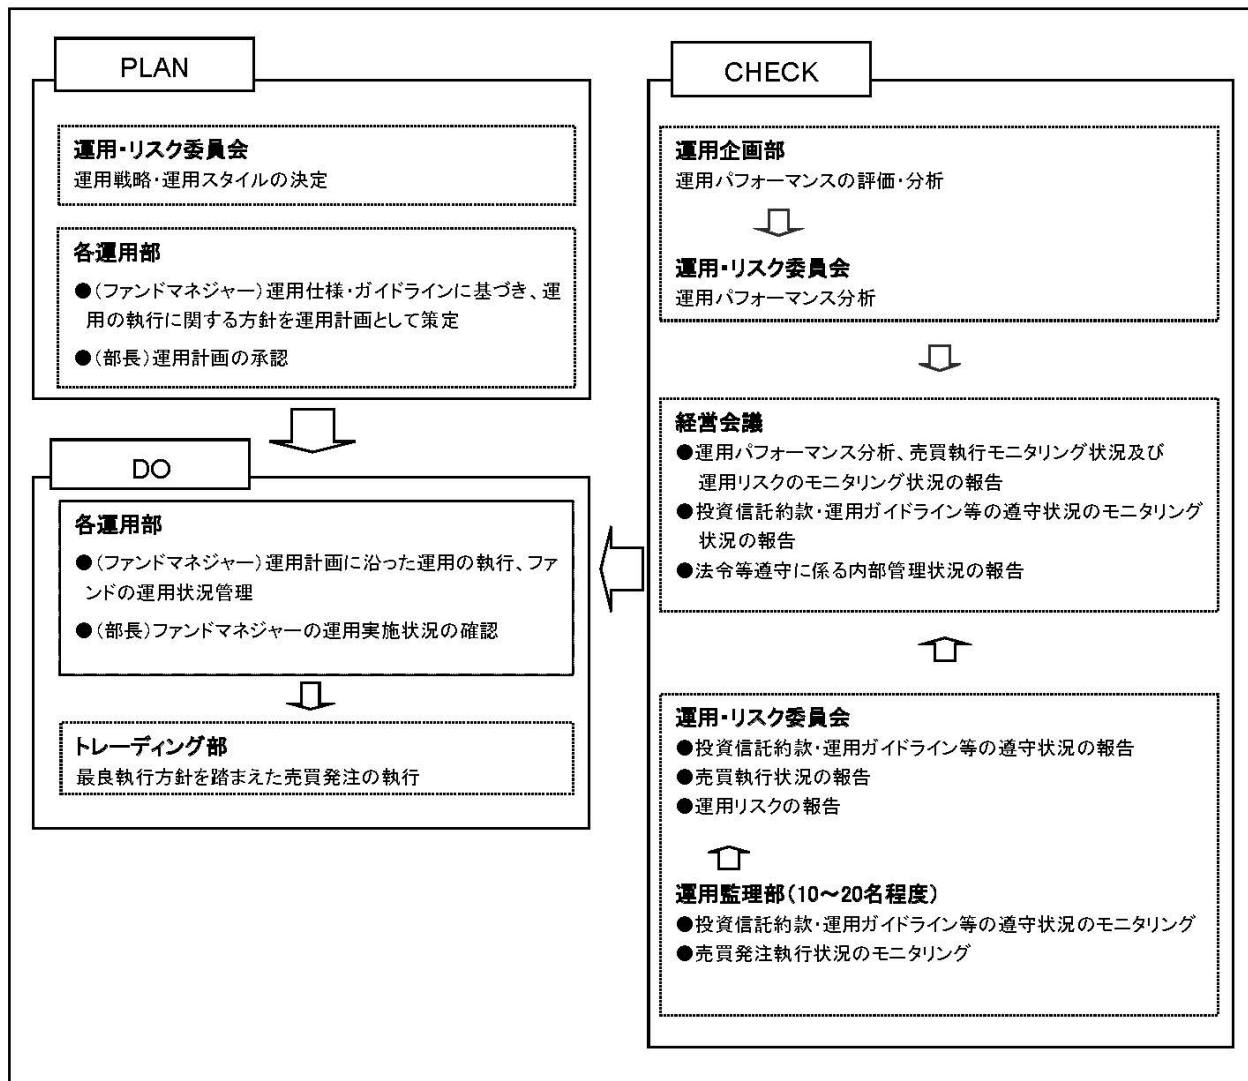 PLAN
運用・リスク委員会
運用戦略・運用スタイルの決定
各運用部
●（ファンドマネジャー）運用仕様・ガイドラインに基づき、運
用の執行に関する方針を運用計画として策定
●（部長）運用計画の承認
DO
各運用部
●（ファンドマネジャー）運用計画に沿った運用の執行、ファ
ンドの運用状況管理
●（部長）ファンドマネジャーの運用実施状況の確認
トレーディング部
最良執行方針を踏まえた売買発注の執行
CHECK
運用企画部
運用パフォーマンスの評価・分析
運用・リスク委員会
運用パフォーマンス分析
経営会議
●運用パフォーマンス分析、売買執行モニタリング状況及び
運用リスクのモニタリング状況の報告
●投資信託約款・運用ガイドライン等の遵守状況のモニタリング
状況の報告
●法令等遵守に係る内部管理状況の報告
運用・リスク委員会
●投資信託約款・運用ガイドライン等の遵守状況の報告
●売買執行状況の報告
●運用リスクの報告
運用監理部（10～20名程度）
●投資信託約款・運用ガイドライン等の遵守状況のモニタリング
●売買発注執行状況のモニタリング